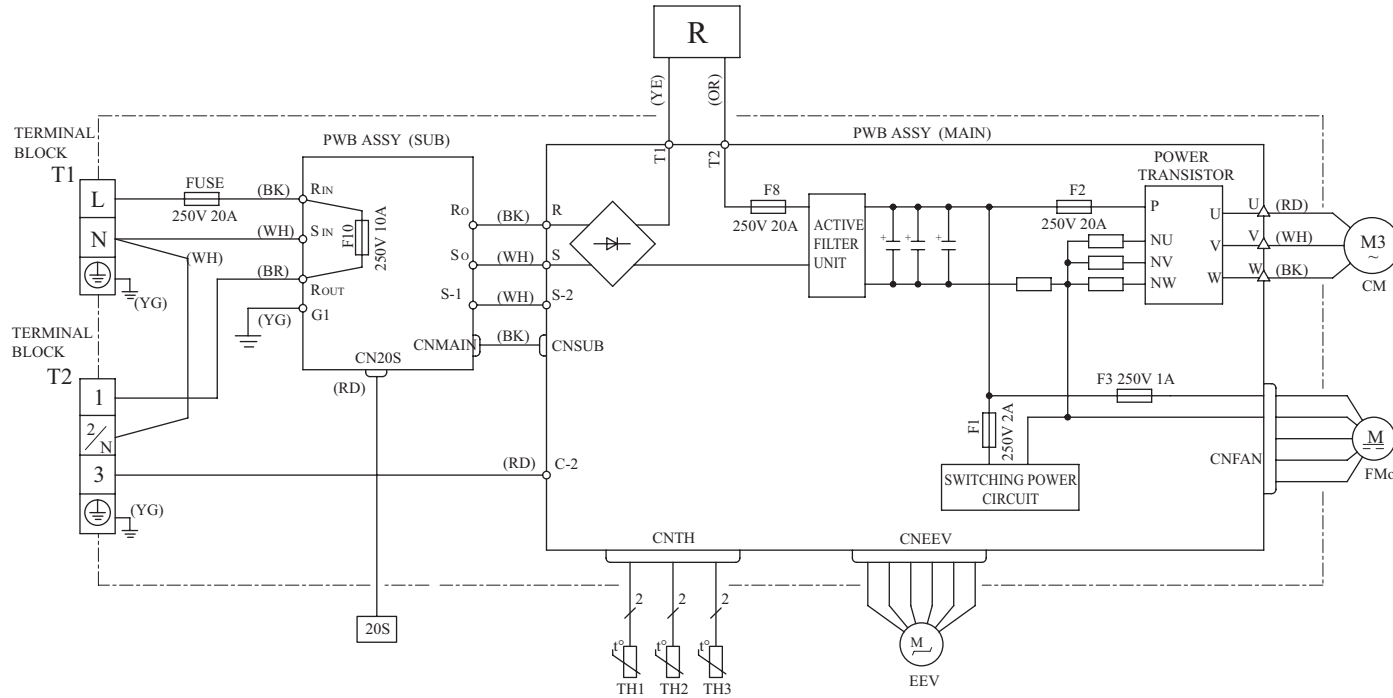 R
(YE)
(OR)
TERMINAL
BLOCK
T1
L
N
(YG)
FUSE
250V 20A
(BK)
(WH)
(WH)
(BR)
(YG)
PWB ASSY (SUB)
RIN
S IN
ROUT
G1
F10
250V 10A
RO
SO
S-1
CNMAIN
CN20S
(RD)
(BK)
(WH)
(WH)
(BK)
PWB ASSY (MAIN)
T1
T2
R
S
S-2
CNSUB
C-2
F8
250V 20A
ACTIVE
FILTER
UNIT
+
+
+
F2
250V 20A
POWER
TRANSISTOR
P
NU
NV
NW
U
V
W
U
V
W
(RD)
(WH)
(BK)
M3
~
CM
F3 250V 1A
F1
250V 2A
SWITCHING POWER
CIRCUIT
CNFAN
M
FMo
TERMINAL
BLOCK
T2
1
2/N
3
(YG)
(RD)
20S
CNTH
2
2
2
t°
t°
t°
TH1
TH2
TH3
CNEEV
M
EEV